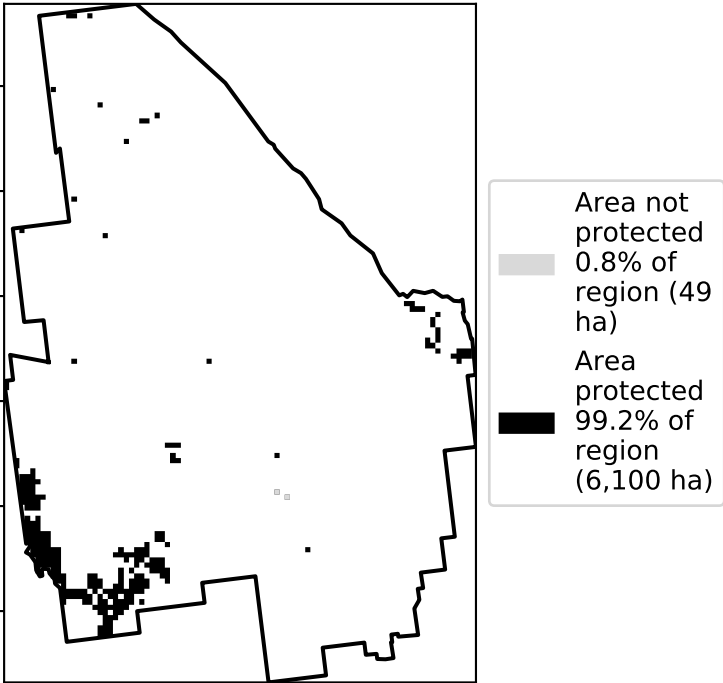 Area not
protected
0.8% of
region (49
ha)
Area
protected
99.2% of
region
(6,100 ha)